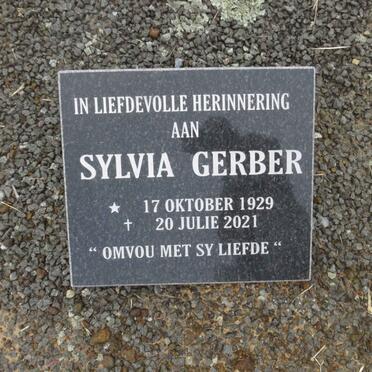 IN LIEFDEVOLLE HERINNERING
AAN
SYLVIA GERBER
★ 17 OKTOBER 1929
✝ 20 JULIE 2021
“ OMVOU MET SY LIEFDE “